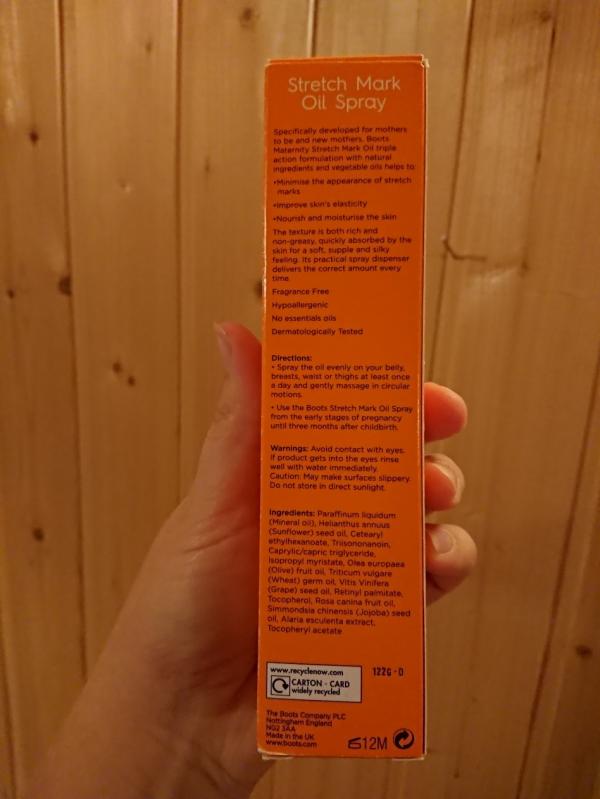 Stretch Mark
Oil Spray
Specifically developed for mothers
to be and new mothers, Boots
Maternity Stretch Mark Oil triple
action formulation with natural
ingredients and vegetable oils helps to:
•Minimise the appearance of stretch
marks
•Improve skin's elasticity
•Nourish and moisturise the skin
The texture is both rich and
non-greasy, quickly absorbed by the
skin for a soft, supple and silky
feeling. Its practical spray dispenser
delivers the correct amount every
time.
Fragrance Free
Hypoallergenic
No essentials oils
Dermatologically Tested
Directions:
• Spray the oil evenly on your belly,
breasts, waist or thighs at least once
a day and gently massage in circular
motions.
• Use the Boots Stretch Mark Oil Spray
from the early stages of pregnancy
until three months after childbirth.
Warnings: Avoid contact with eyes.
If product gets into the eyes rinse
well with water immediately.
Caution: May make surfaces slippery.
Do not store in direct sunlight.
Ingredients: Paraffinum liquidum
(Mineral oil), Helianthus annuus
(Sunflower) seed oil, Cetearyl
ethylhexanoate, Triisononanoin,
Caprylic/capric triglyceride,
Isopropyl myristate, Olea europaea
(Olive) fruit oil, Triticum vulgare
(Wheat) germ oil, Vitis Vinifera
(Grape) seed oil, Retinyl palmitate,
Tocopherol, Rosa canina fruit oil,
Simmondsia chinensis (Jojoba) seed
oil, Alaria esculenta extract,
Tocopheryl acetate
www.recyclenow.com
CARTON - CARD
widely recycled
122G - D
The Boots Company PLC
Nottingham England
NG2 3AA
Made in the UK
www.boots.com
12M